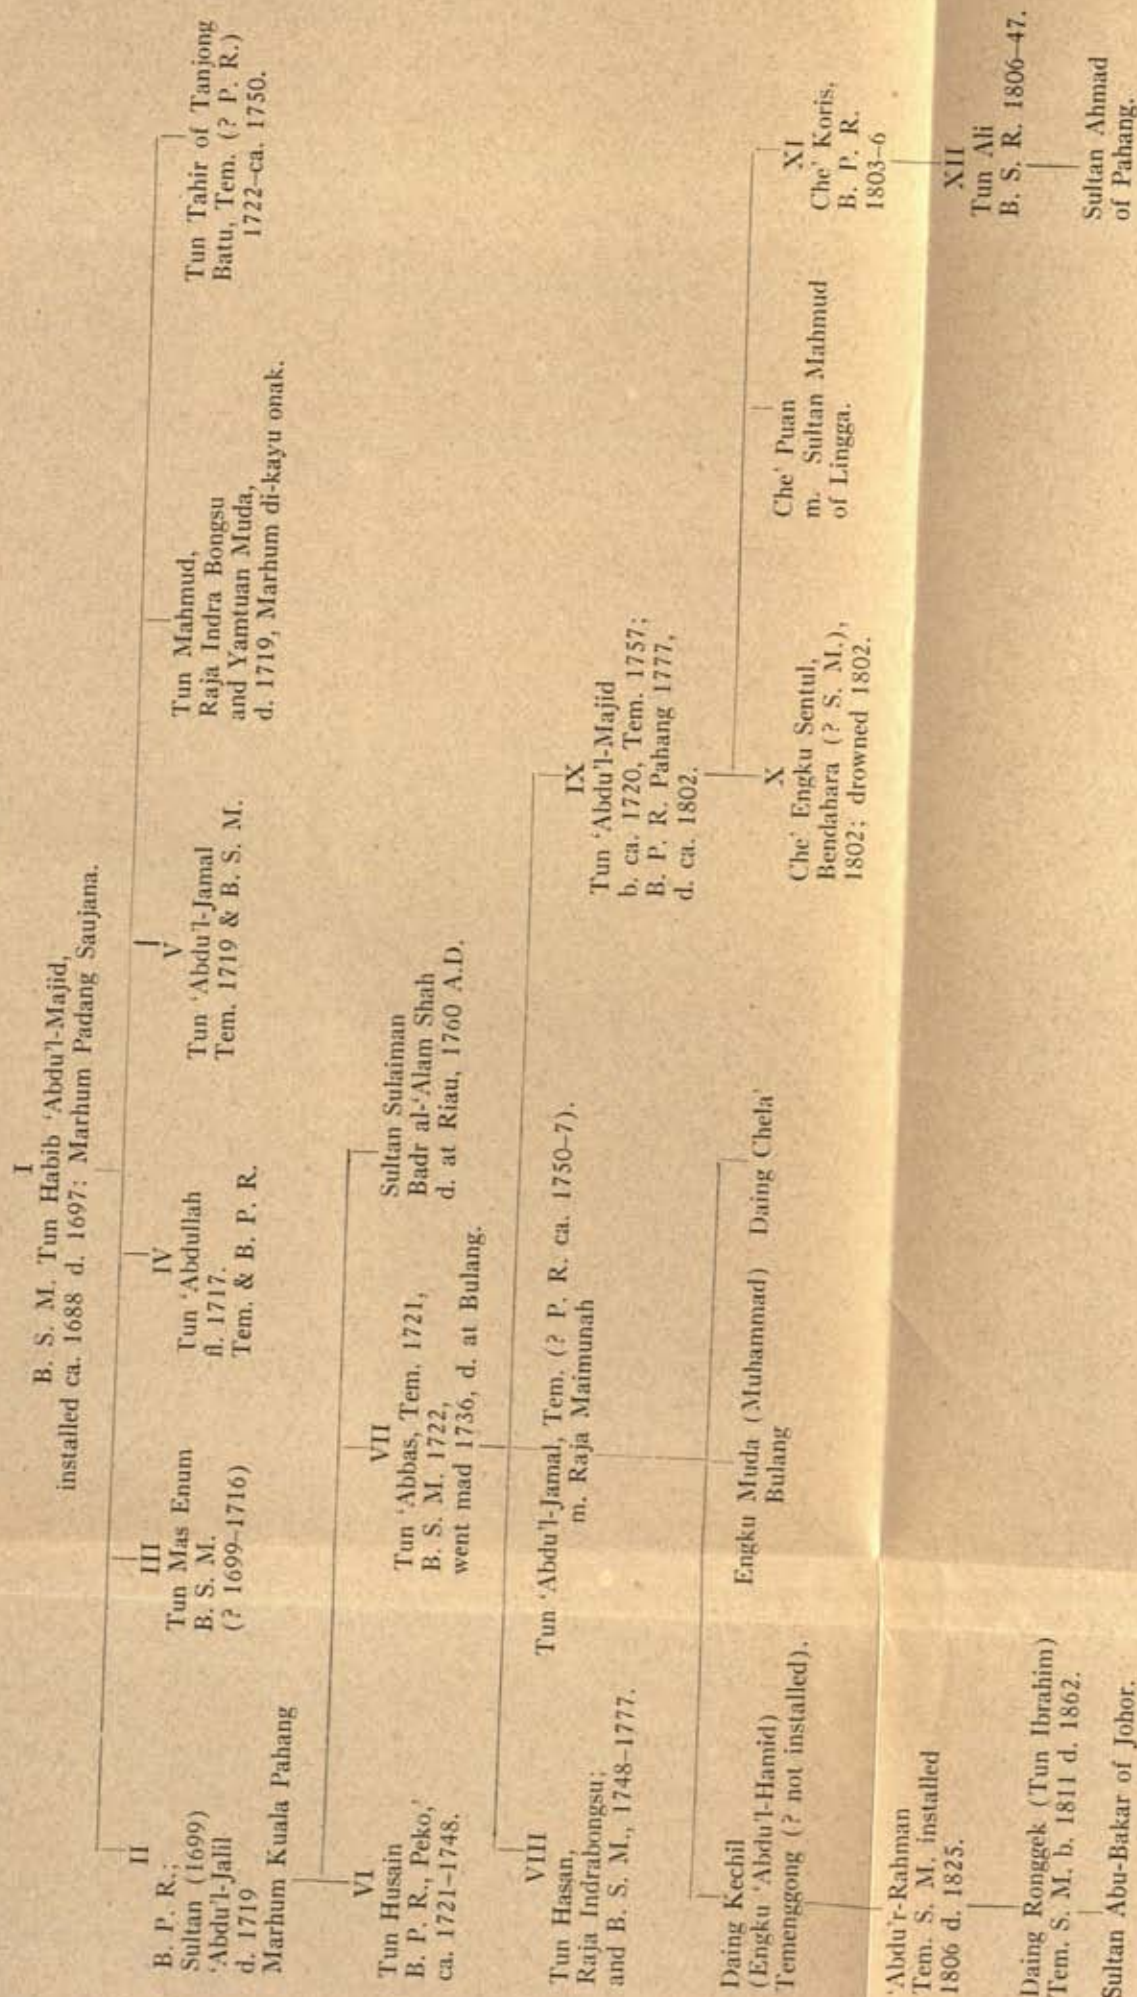 I
B. S. M. Tun Habib ‘Abdu'l-Majid,
installed ca. 1688 d. 1697: Marhum Padang Saujana.
II
B. P. R.;
Sultan (1699)
‘Abdu'l-Jalil
d. 1719
Marhum Kuala Pahang
III
Tun Mas Enum
B. S. M.
(? 1699–1716)
IV
Tun ‘Abdullah
fl. 1717.
Tem. & B. P. R.
V
Tun ‘Abdu'l-Jamal
Tem. 1719 & B. S. M.
Tun Mahmud,
Raja Indra Bongsu
and Yamtuan Muda,
d. 1719, Marhum di-kayu onak.
Tun Tahir of Tanjong
Batu, Tem. (? P. R.)
1722–ca. 1750.
VI
Tun Husain
B. P. R., Peko,’
ca. 1721–1748.
VII
Tun ‘Abbas, Tem. 1721,
B. S. M. 1722,
went mad 1736, d. at Bulang.
Sultan Sulaiman
Badr al-‘Alam Shah
d. at Riau, 1760 A.D.
VIII
Tun Hasan,
Raja Indrabongsu;
and B. S. M., 1748–1777.
Tun ‘Abdu'l-Jamal, Tem. (? P. R. ca. 1750–7).
m. Raja Maimunah
IX
Tun ‘Abdu'l-Majid
b. ca. 1720, Tem. 1757;
B. P. R. Pahang 1777,
d. ca. 1802.
Daing Kechil
(Engku ‘Abdu'l-Hamid)
Temenggong (? not installed).
Engku Muda (Muhammad)
Bulang
Daing Chela'
X
Che' Engku Sentul,
Bendahara (? S. M.),
1802; drowned 1802.
Che' Puan
m. Sultan Mahmud
of Lingga.
XI
Che' Koris,
B. P. R.
1803–6
‘Abdu'r-Rahman
Tem. S. M. installed
1806 d. 1825.
XII
Tun Ali
B. S. R. 1806–47.
Daing Ronggek (Tun Ibrahim)
Tem. S. M. b. 1811 d. 1862.
Sultan Ahmad
of Pahang.
Sultan Abu-Bakar of Johor.